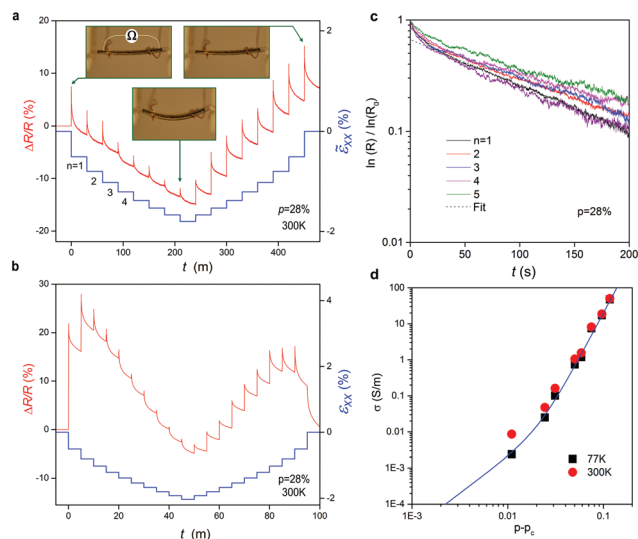 a
Ω
ΔR/R (%)
20
10
0
-10
-20
2
0
-2
ε̃XX (%)
n=1
2
3
4
p=28%
300K
0
100
200
300
400
t (m)
b
ΔR/R (%)
30
20
10
0
-10
4
2
0
-2
εXX (%)
p=28%
300K
0
20
40
60
80
100
t (m)
c
ln (R) / ln(R₀)
1
0.1
0.01
n=1
2
3
4
5
Fit
p=28%
0
50
100
150
200
t (s)
d
σ (S/m)
100
10
1
0.1
0.01
1E-3
1E-4
77K
300K
1E-3
0.01
0.1
p-pc